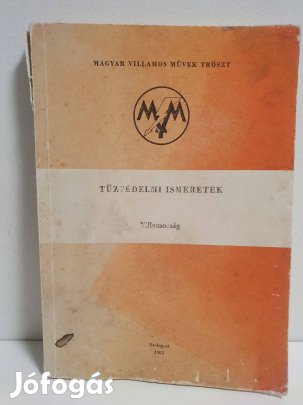 MAGYAR VILLAMOS MŰVEK TRÖSZT
MVM
TŰZVÉDELMI ISMERETEK
Villamosság
Budapest
Jófogás